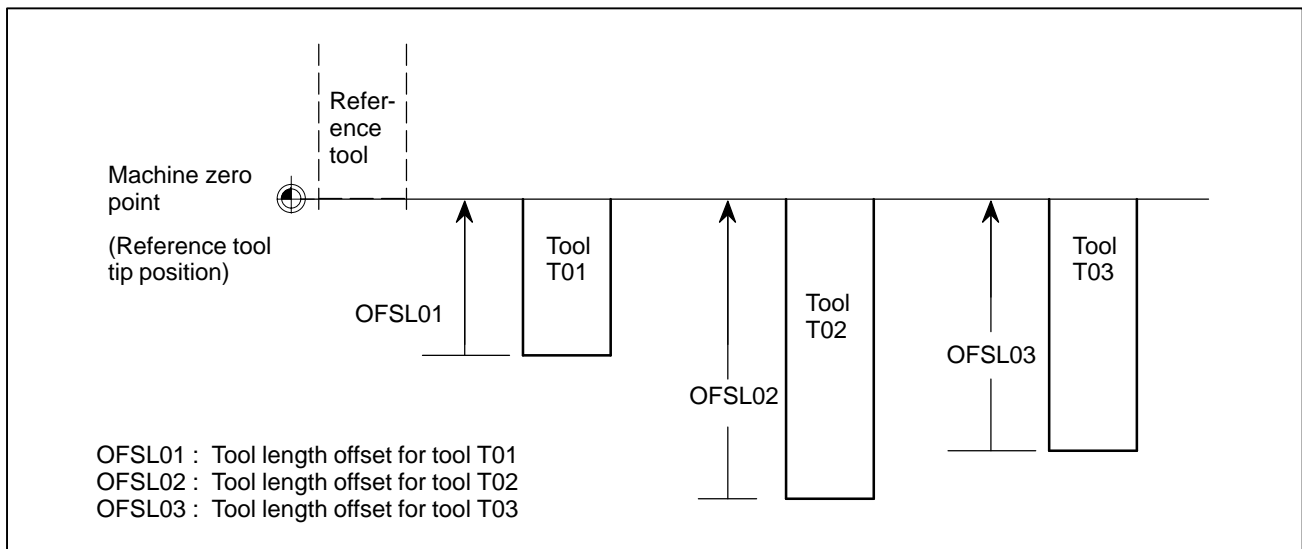 Refer-
ence
tool
Machine zero
point
(Reference tool
tip position)
Tool
T01
Tool
T02
Tool
T03
OFSL01
OFSL02
OFSL03
OFSL01 : Tool length offset for tool T01
OFSL02 : Tool length offset for tool T02
OFSL03 : Tool length offset for tool T03